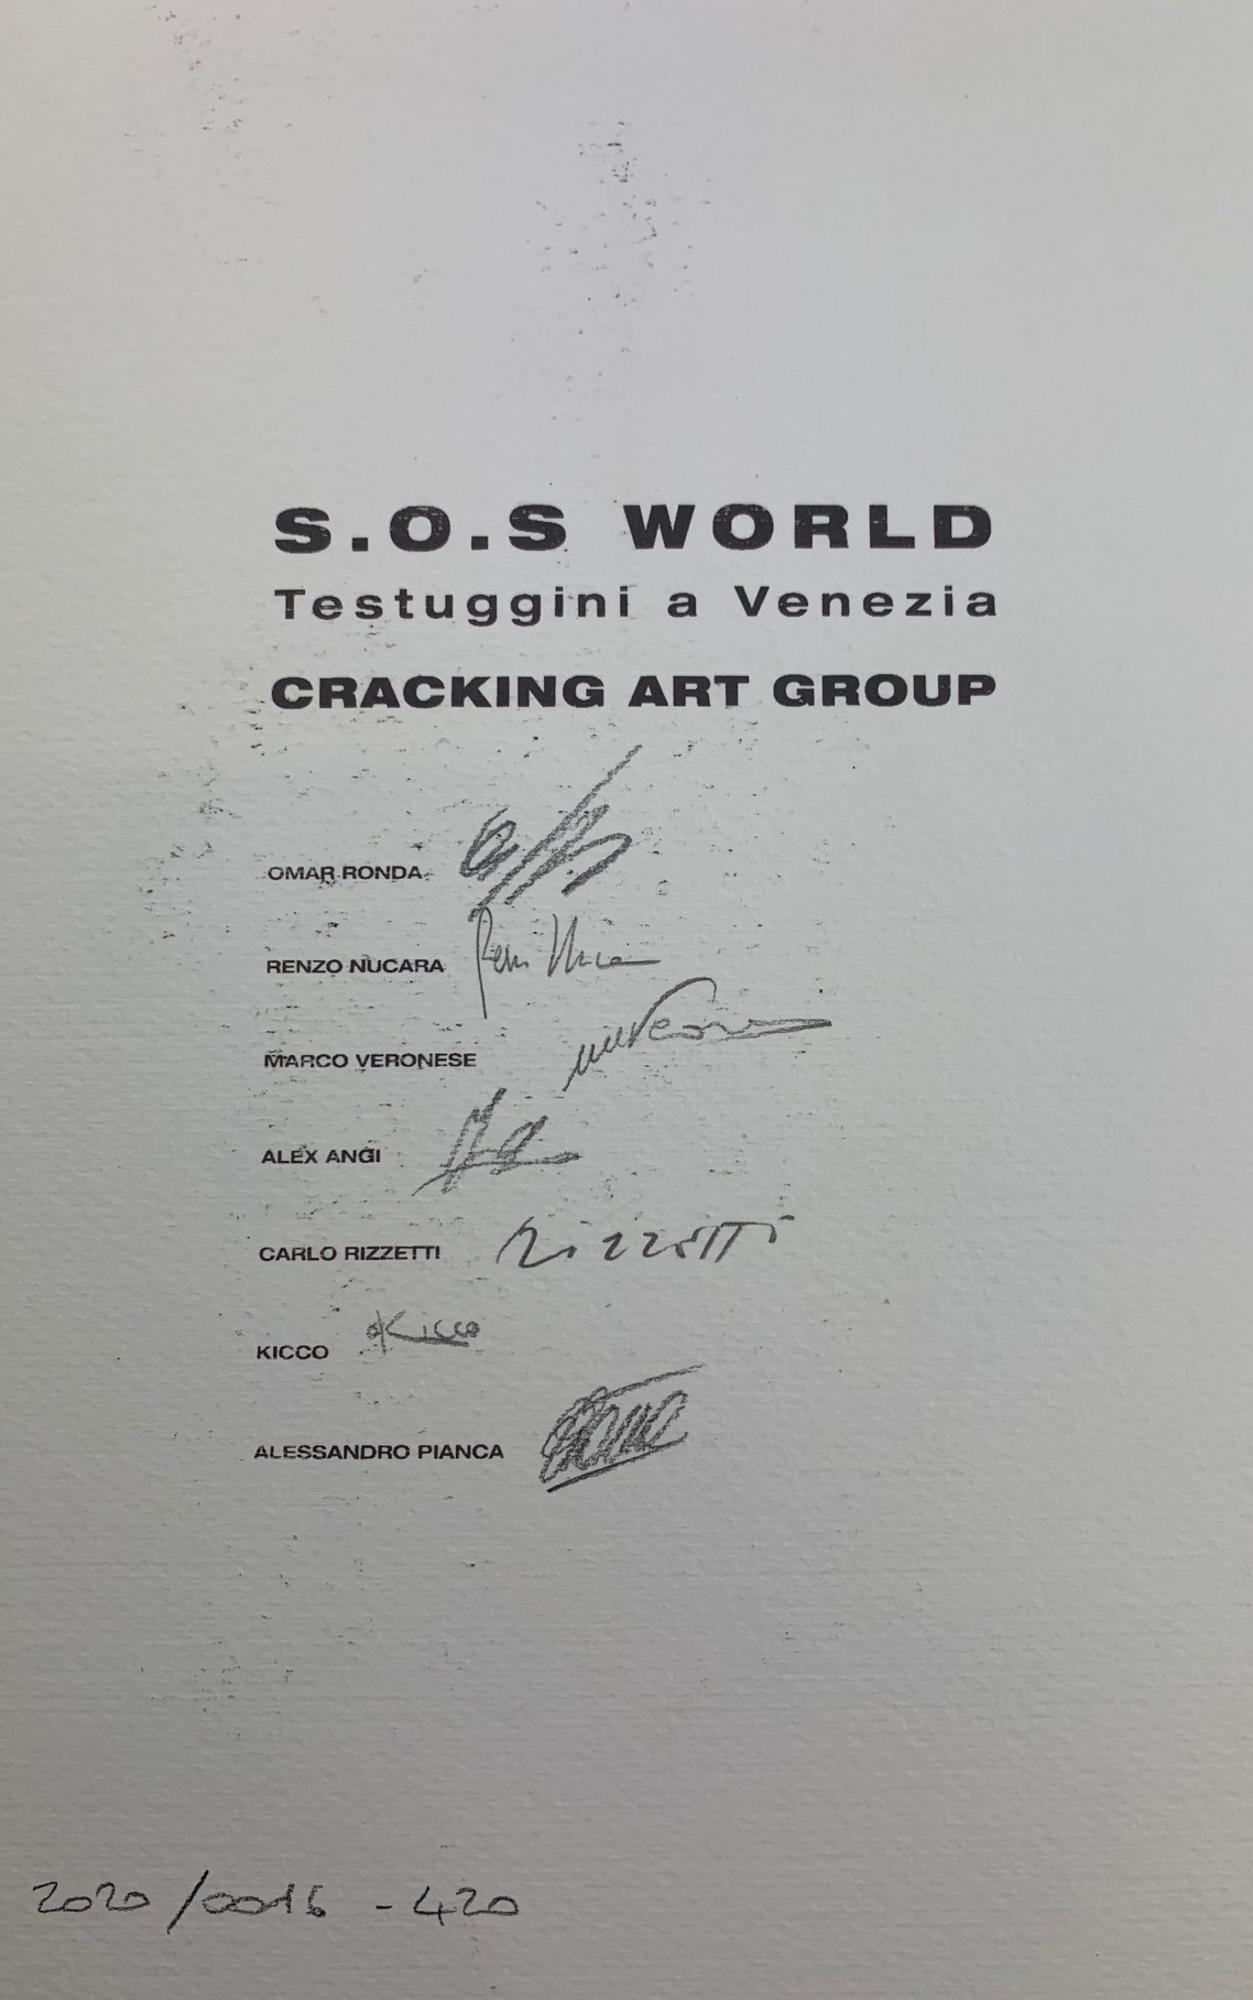 S.O.S WORLD
Testuggini a Venezia
CRACKING ART GROUP
OMAR RONDA
RENZO NUCARA
MARCO VERONESE
ALEX ANGI
CARLO RIZZETTI Rizzetti
KICCO Kicco
ALESSANDRO PIANCA
2020/0016 - 420